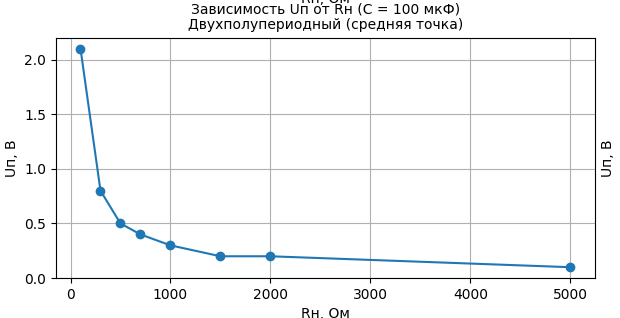 Зависимость Uп от Rн (C = 100 мкФ)
Двухполупериодный (средняя точка)
2.0
1.5
1.0
0.5
0.0
Uп, В
Uп, В
0 1000 2000 3000 4000 5000
Rн, Ом